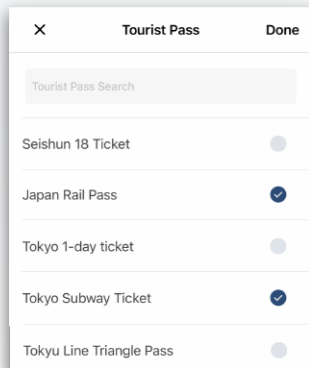 Tourist Pass Done
Tourist Pass Search
Seishun 18 Ticket
Japan Rail Pass
Tokyo 1-day ticket
Tokyo Subway Ticket
Tokyu Line Triangle Pass